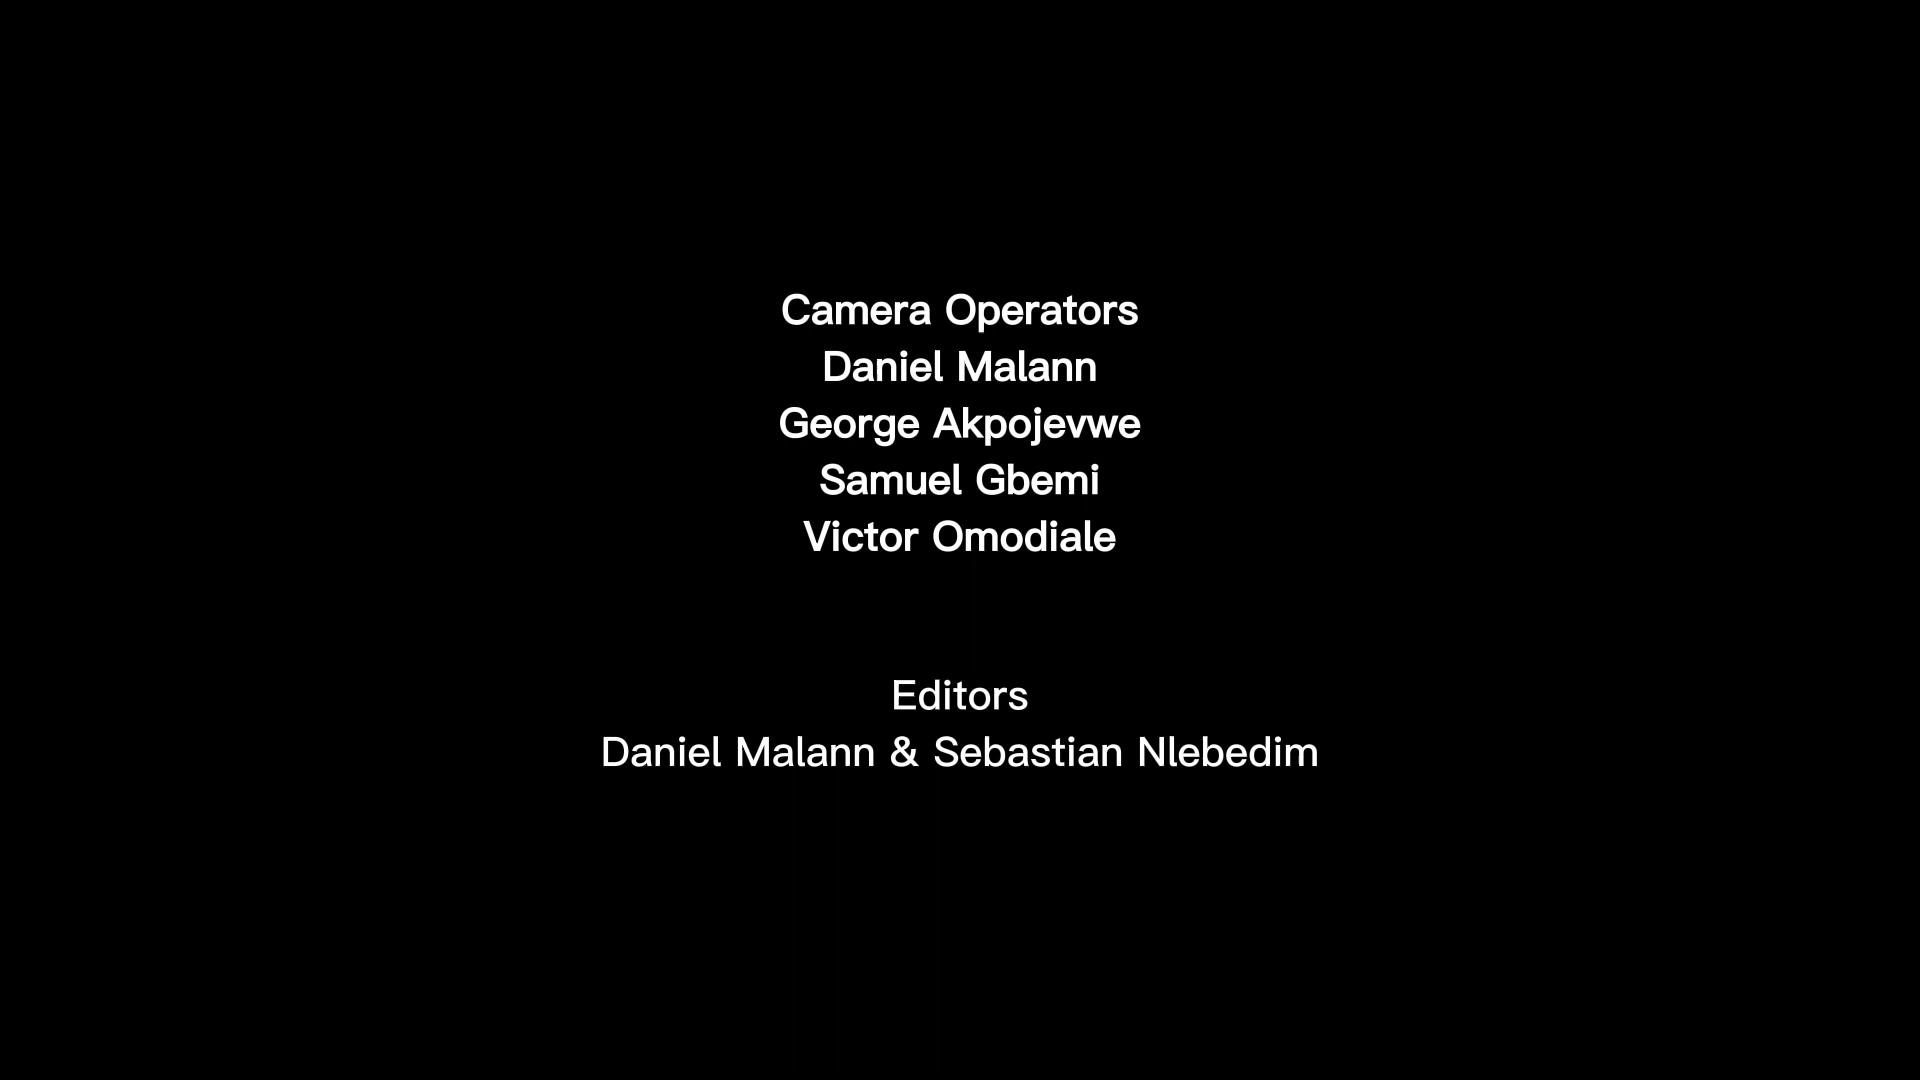 Camera Operators
Daniel Malann
George Akpojevwe
Samuel Gbemi
Victor Omodiale
Editors
Daniel Malann & Sebastian Nlebedim